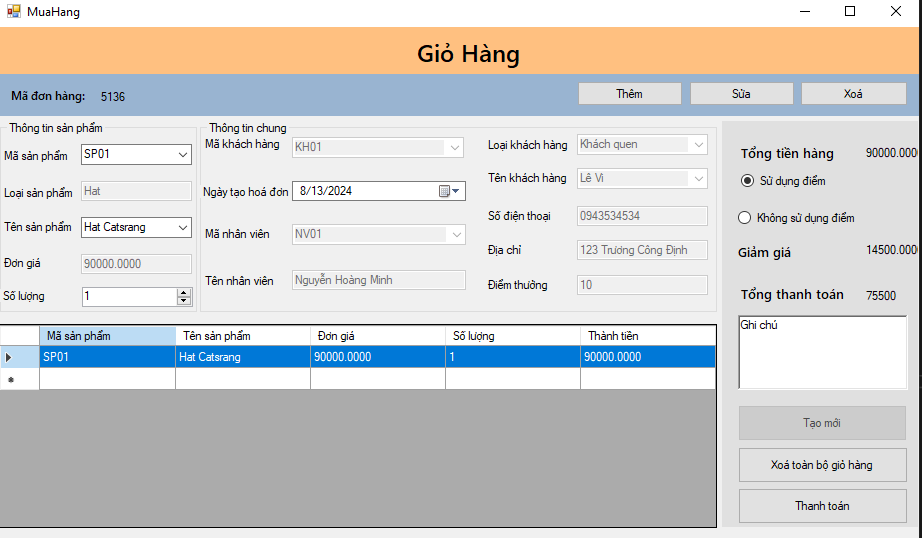 MuaHang
Giỏ Hàng
Mã đơn hàng: 5136
Thêm
Sửa
Xoá
Thông tin sản phẩm
Mã sản phẩm SP01
Loại sản phẩm Hat
Tên sản phẩm Hat Catsrang
Đơn giá 90000.0000
Số lượng 1
Thông tin chung
Mã khách hàng KH01
Ngày tạo hoá đơn 8/13/2024
Mã nhân viên NV01
Tên nhân viên Nguyễn Hoàng Minh
Loại khách hàng Khách quen
Tên khách hàng Lê Vi
Số điện thoại 0943534534
Địa chỉ 123 Trương Công Định
Điểm thưởng 10
Tổng tiền hàng 90000.000
Sử dụng điểm
Không sử dụng điểm
Giảm giá 14500.000
Tổng thanh toán 75500
Ghi chú
Tạo mới
Xoá toàn bộ giỏ hàng
Thanh toán
Mã sản phẩm Tên sản phẩm Đơn giá Số lượng Thành tiền
SP01 Hat Catsrang 90000.0000 1 90000.0000